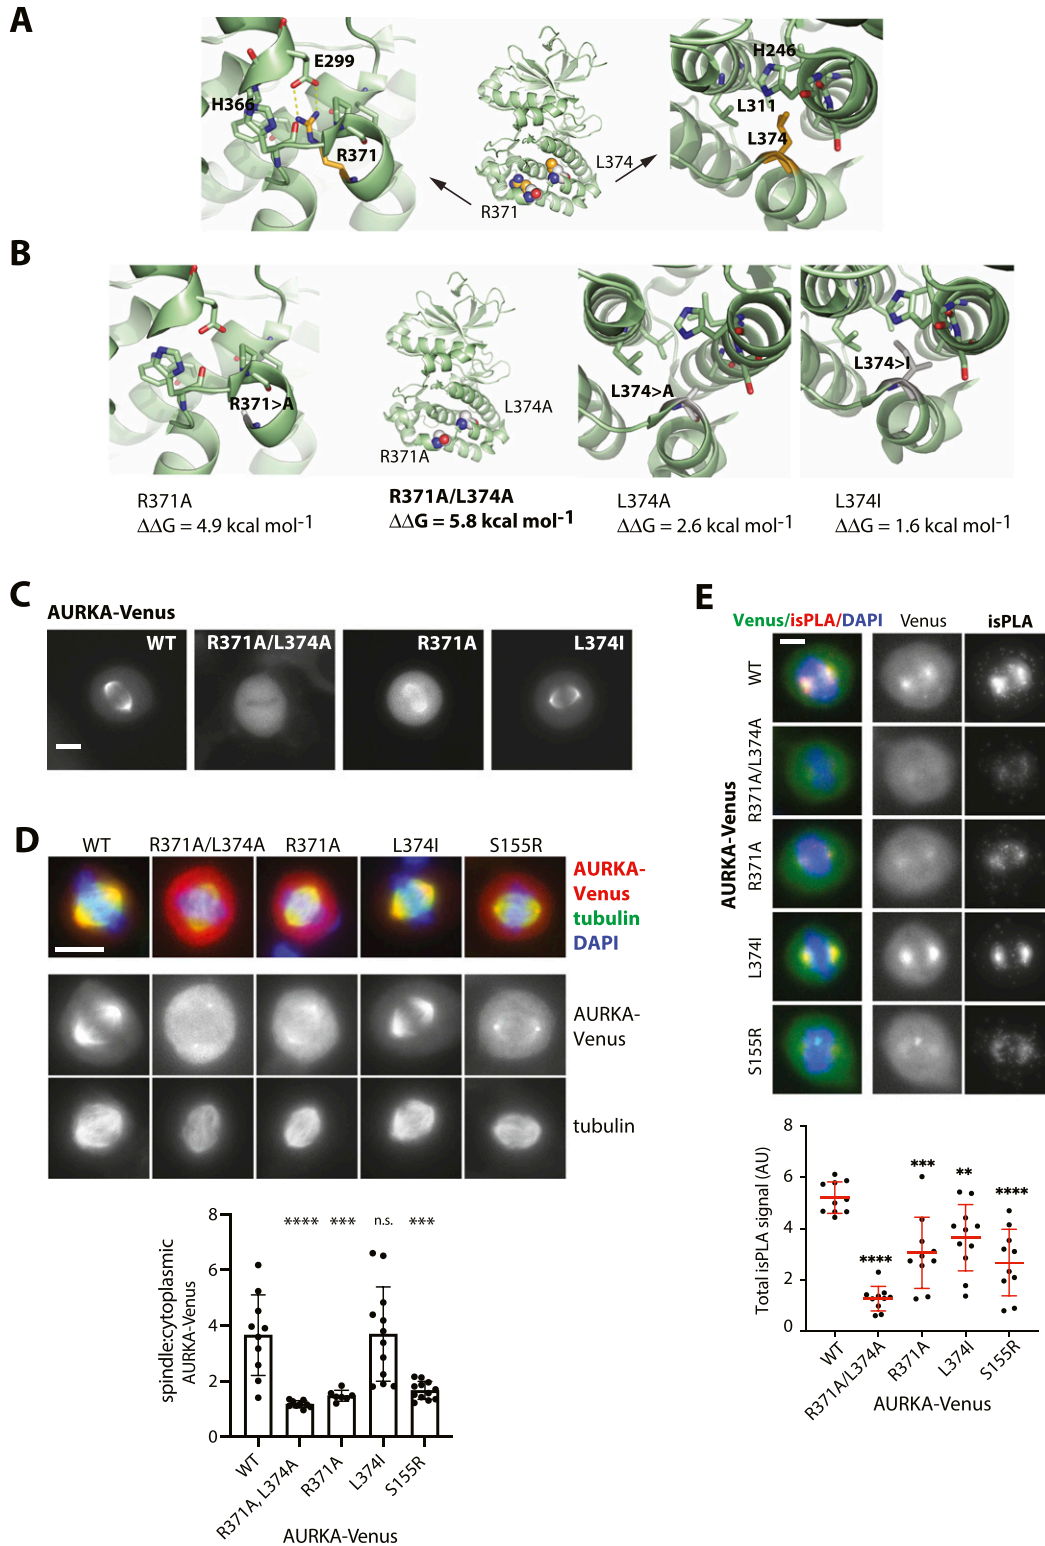 A
E299
H366
R371
L374
R371
H246
L311
L374
B
R371>A
L374A
R371A
L374>A
L374>I
R371A
ΔΔG = 4.9 kcal mol-1
R371A/L374A
ΔΔG = 5.8 kcal mol-1
L374A
ΔΔG = 2.6 kcal mol-1
L374I
ΔΔG = 1.6 kcal mol-1
C
AURKA-Venus
WT
R371A/L374A
R371A
L374I
D
WT
R371A/L374A
R371A
L374I
S155R
AURKA-
Venus
tubulin
DAPI
AURKA-
Venus
tubulin
spindle:cytoplasmic
AURKA-Venus
8
6
4
2
0
****
***
n.s.
***
WT
R371A, L374A
R371A
L374I
S155R
AURKA-Venus
E
Venus/isPLA/DAPI
Venus
isPLA
AURKA-Venus
WT
R371A/L374A
R371A
L374I
S155R
Total isPLA signal (AU)
8
6
4
2
0
****
***
**
****
WT
R371A/L374A
R371A
L374I
S155R
AURKA-Venus